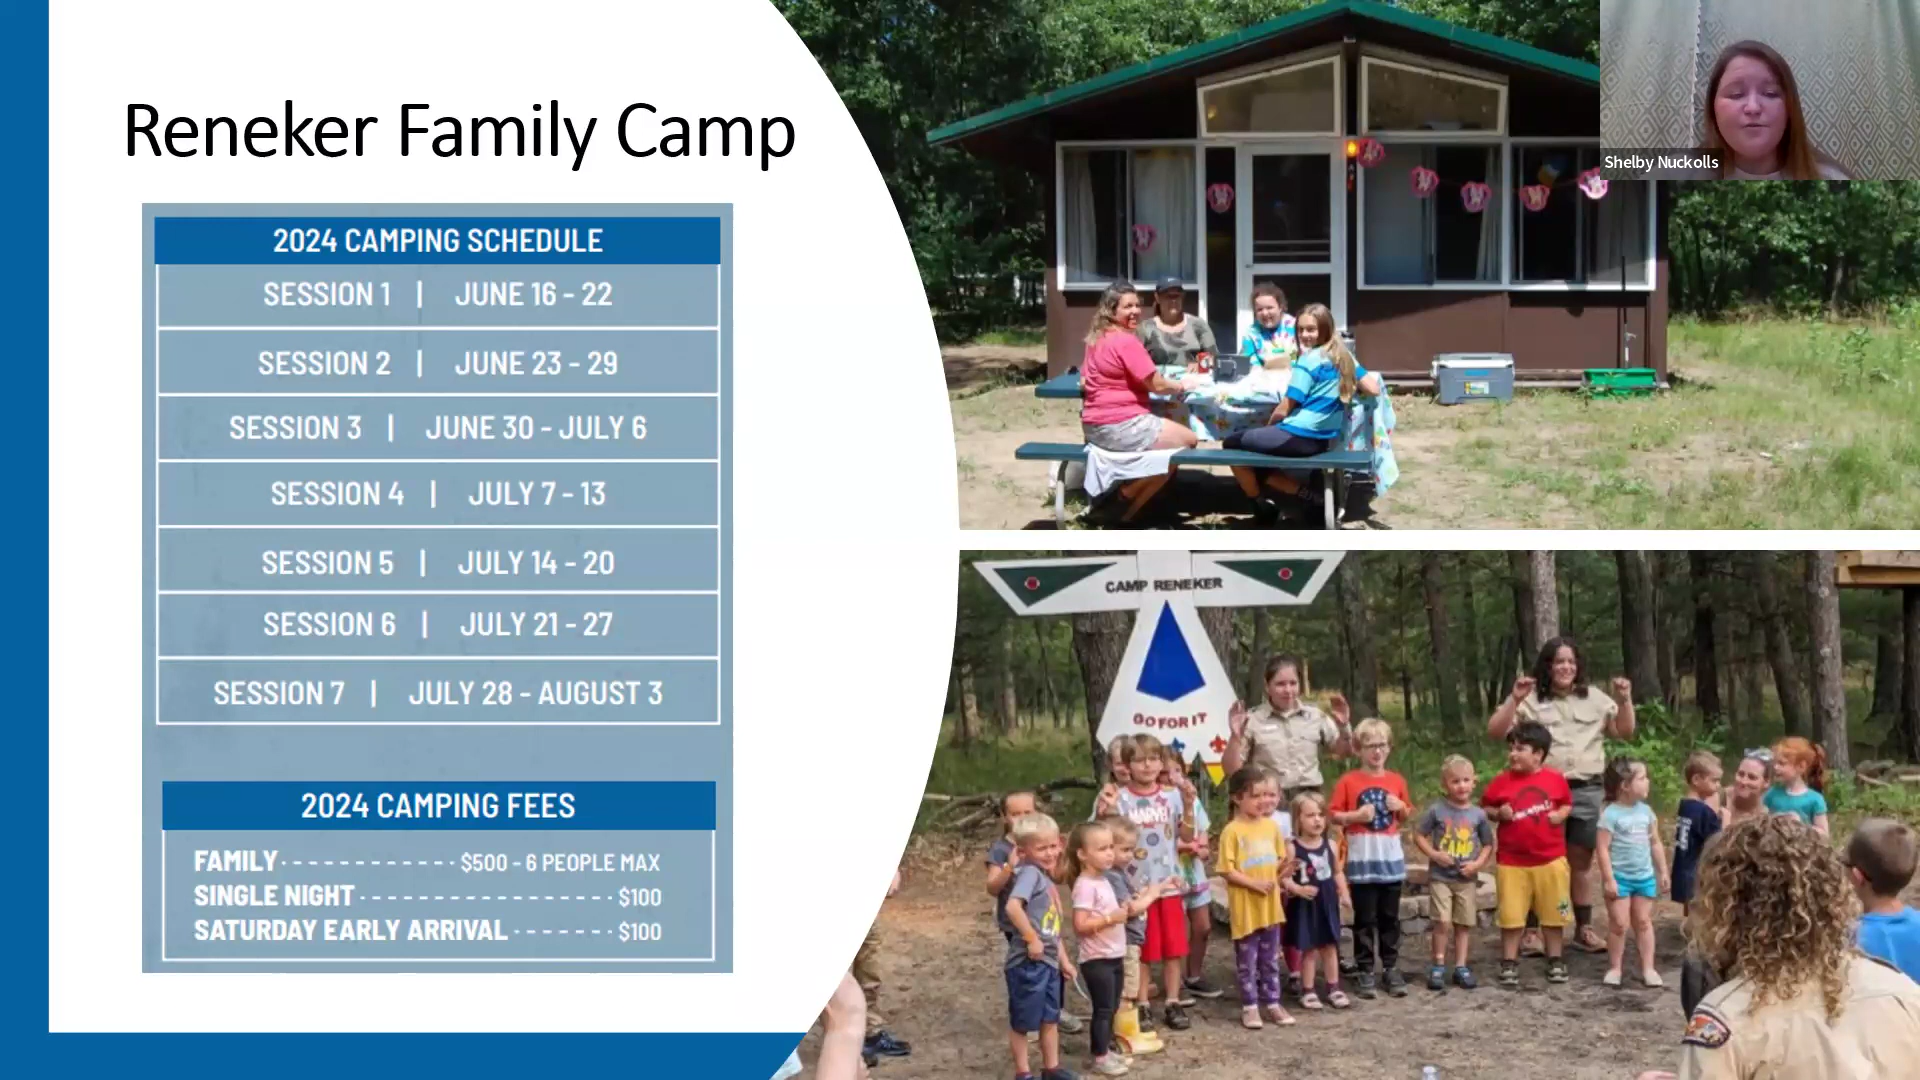 Reneker Family Camp
2024 CAMPING SCHEDULE
SESSION 1 | JUNE 16 - 22
SESSION 2 | JUNE 23 - 29
SESSION 3 | JUNE 30 - JULY 6
SESSION 4 | JULY 7 - 13
SESSION 5 | JULY 14 - 20
SESSION 6 | JULY 21 - 27
SESSION 7 | JULY 28 - AUGUST 3
2024 CAMPING FEES
FAMILY - - - - - - - - - - - - $500 - 6 PEOPLE MAX
SINGLE NIGHT - - - - - - - - - - - - - - - - - $100
SATURDAY EARLY ARRIVAL - - - - - - - $100
Shelby Nuckolls
CAMP RENEKER
GO FOR IT
MARVEL
CAMP